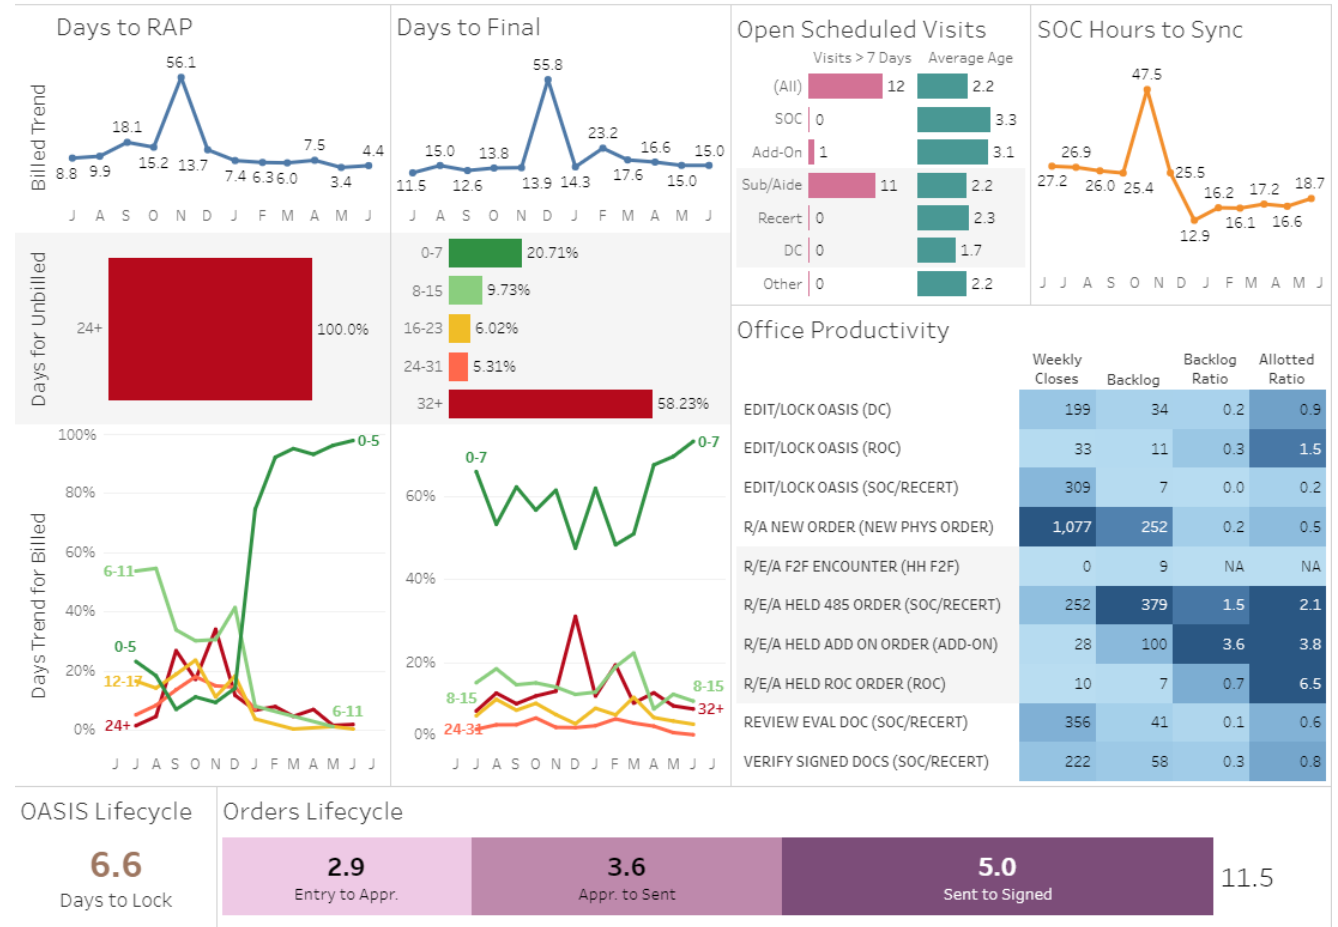 Days to RAP
Billed Trend
56.1
18.1
7.5
4.4
8.8 9.9 15.2 13.7 7.4 6.3 6.0 3.4
J A S O N D J F M A M J
Days to Final
55.8
15.0 13.8 23.2 16.6 15.0
11.5 12.6 13.9 14.3 17.6 15.0
J A S O N D J F M A M J
Open Scheduled Visits
Visits > 7 Days Average Age
(All) 12 2.2
SOC 0 3.3
Add-On 1 3.1
Sub/Aide 11 2.2
Recert 0 2.3
DC 0 1.7
Other 0 2.2
SOC Hours to Sync
47.5
26.9 25.5 16.2 17.2 18.7
27.2 26.0 25.4 12.9 16.1 16.6
J J A S O N D J F M A M J
Days for Unbilled
24+ 100.0%
0-7 20.71%
8-15 9.73%
16-23 6.02%
24-31 5.31%
32+ 58.23%
Days Trend for Billed
100%
80%
60%
40%
20%
0%
0-5
6-11
0-5
12-17
24+
6-11
J J A S O N D J F M A M J J
60%
40%
20%
0%
0-7
0-7
8-15
24-31
8-15
32+
J J A S O N D J F M A M J J
Office Productivity
Weekly Closes Backlog Backlog Ratio Allotted Ratio
EDIT/LOCK OASIS (DC) 199 34 0.2 0.9
EDIT/LOCK OASIS (ROC) 33 11 0.3 1.5
EDIT/LOCK OASIS (SOC/RECERT) 309 7 0.0 0.2
R/A NEW ORDER (NEW PHYS ORDER) 1,077 252 0.2 0.5
R/E/A F2F ENCOUNTER (HH F2F) 0 9 NA NA
R/E/A HELD 485 ORDER (SOC/RECERT) 252 379 1.5 2.1
R/E/A HELD ADD ON ORDER (ADD-ON) 28 100 3.6 3.8
R/E/A HELD ROC ORDER (ROC) 10 7 0.7 6.5
REVIEW EVAL DOC (SOC/RECERT) 356 41 0.1 0.6
VERIFY SIGNED DOCS (SOC/RECERT) 222 58 0.3 0.8
OASIS Lifecycle
6.6
Days to Lock
Orders Lifecycle
2.9 3.6 5.0
Entry to Appr. Appr. to Sent Sent to Signed
11.5